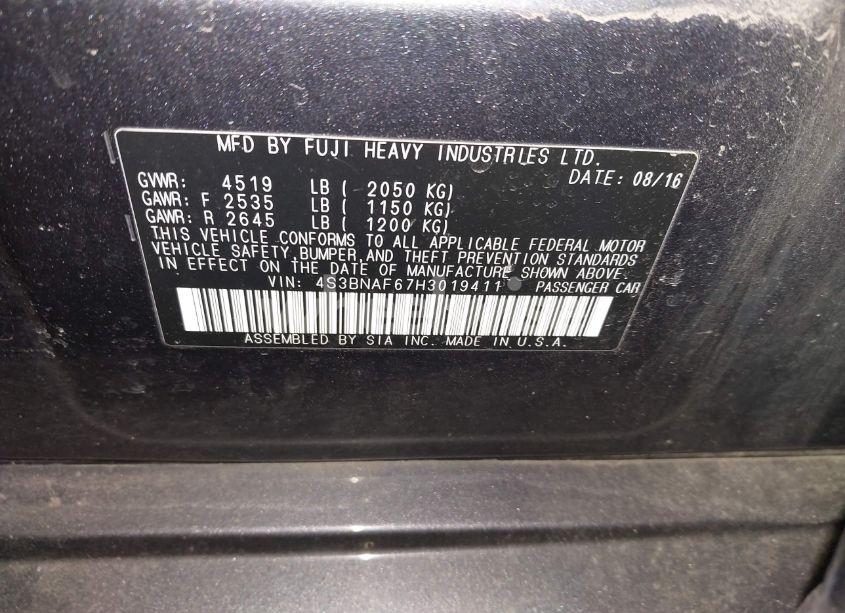 MFD BY FUJI HEAVY INDUSTRIES LTD.
DATE: 08/16
GVWR: 4519 LB ( 2050 KG)
GAWR: F 2535 LB ( 1150 KG)
GAWR: R 2645 LB ( 1200 KG)
THIS VEHICLE CONFORMS TO ALL APPLICABLE FEDERAL MOTOR
VEHICLE SAFETY,BUMPER,AND THEFT PREVENTION STANDARDS
IN EFFECT ON THE DATE OF MANUFACTURE SHOWN ABOVE.
VIN: 4S3BNAF67H3019411 PASSENGER CAR
ASSEMBLED BY SIA INC. MADE IN U.S.A.